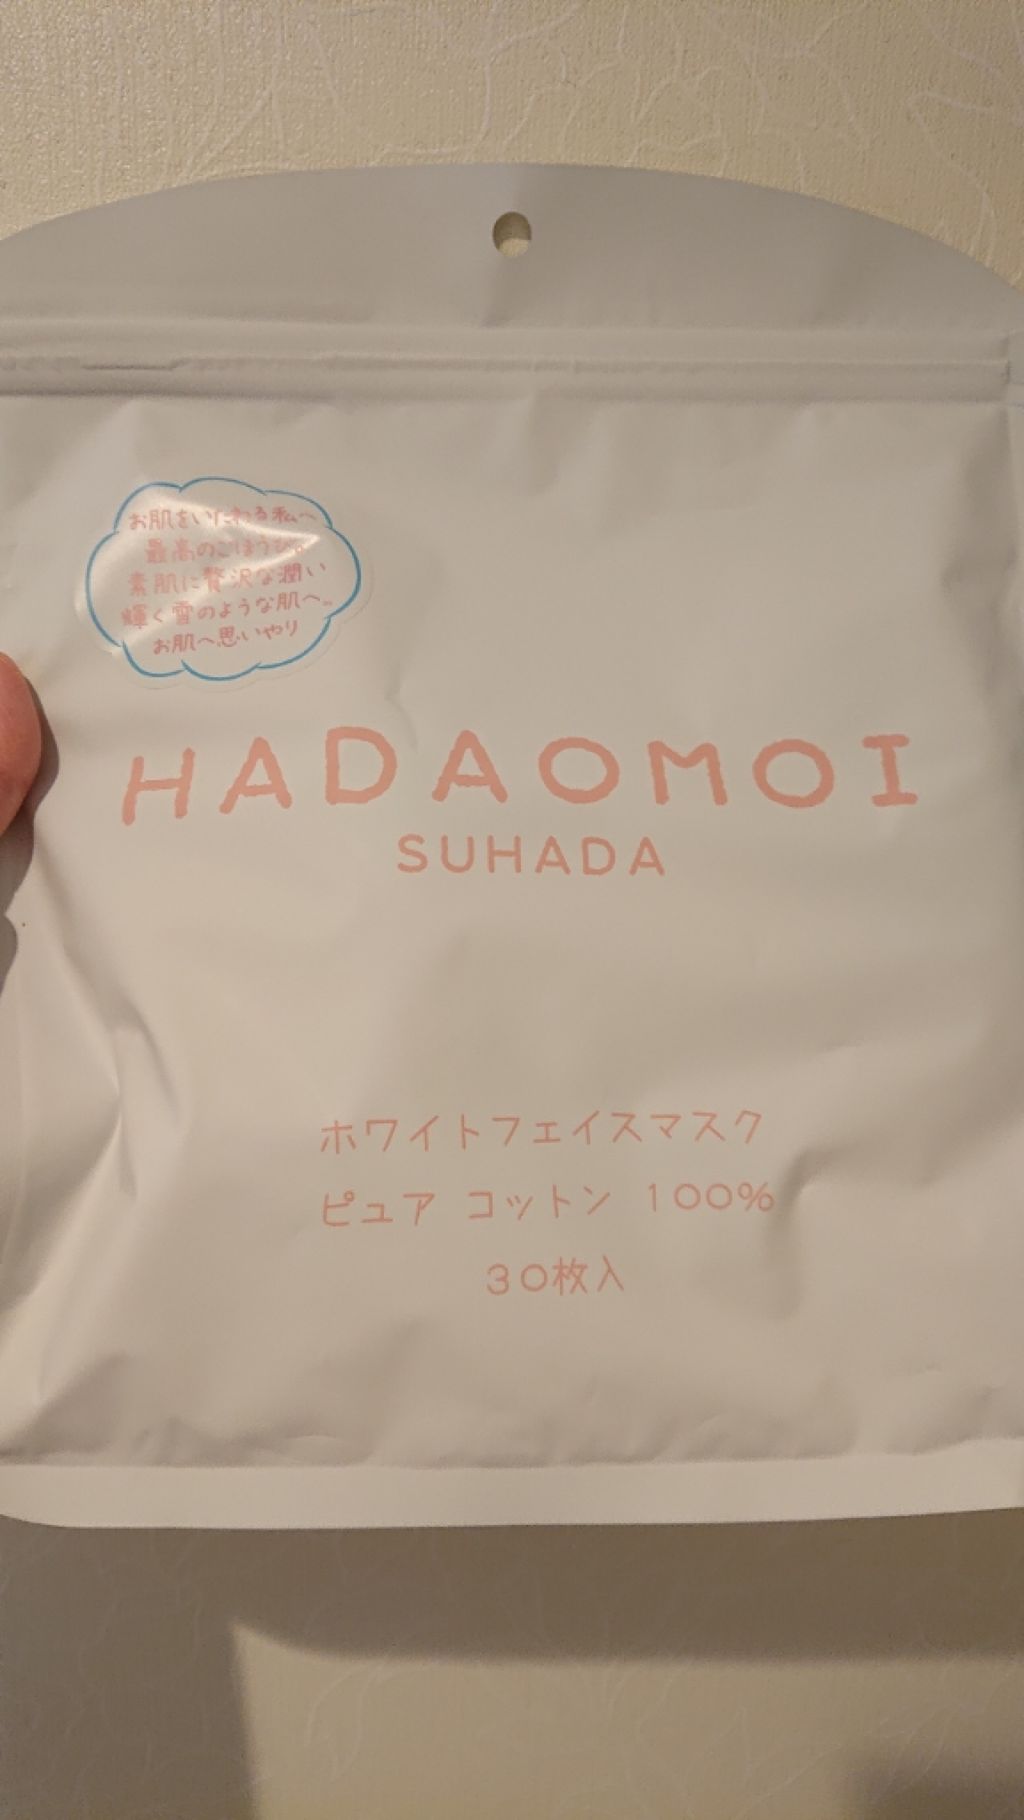 お肌をいたわる私へ
最高のごほうび。
素肌に贅沢な潤い
輝く雪のような肌へ…
お肌へ思いやり
HADAOMOI
SUHADA
ホワイトフェイスマスク
ピュア コットン 100%
30枚入